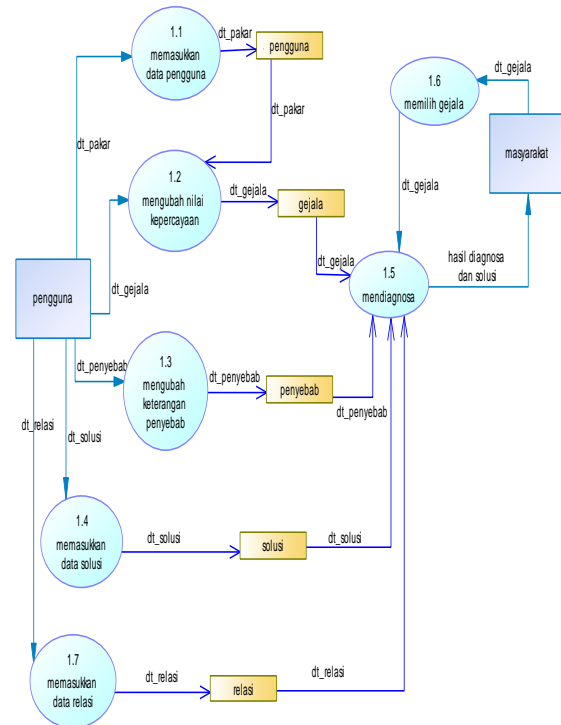 1.1
memasukkan
data pengguna
dt_pakar
pengguna
dt_pakar
dt_pakar
1.6
memilih gejala
dt_gejala
masyarakat
dt_gejala
1.2
mengubah nilai
kepercayaan
dt_gejala
gejala
dt_gejala
hasil diagnosa
dan solusi
1.5
mendiagnosa
pengguna
dt_gejala
1.3
mengubah
keterangan
penyebab
dt_penyebab
dt_penyebab
penyebab
dt_penyebab
dt_relasi
dt_solusi
1.4
memasukkan
data solusi
dt_solusi
solusi
dt_solusi
1.7
memasukkan
data relasi
dt_relasi
relasi
dt_relasi